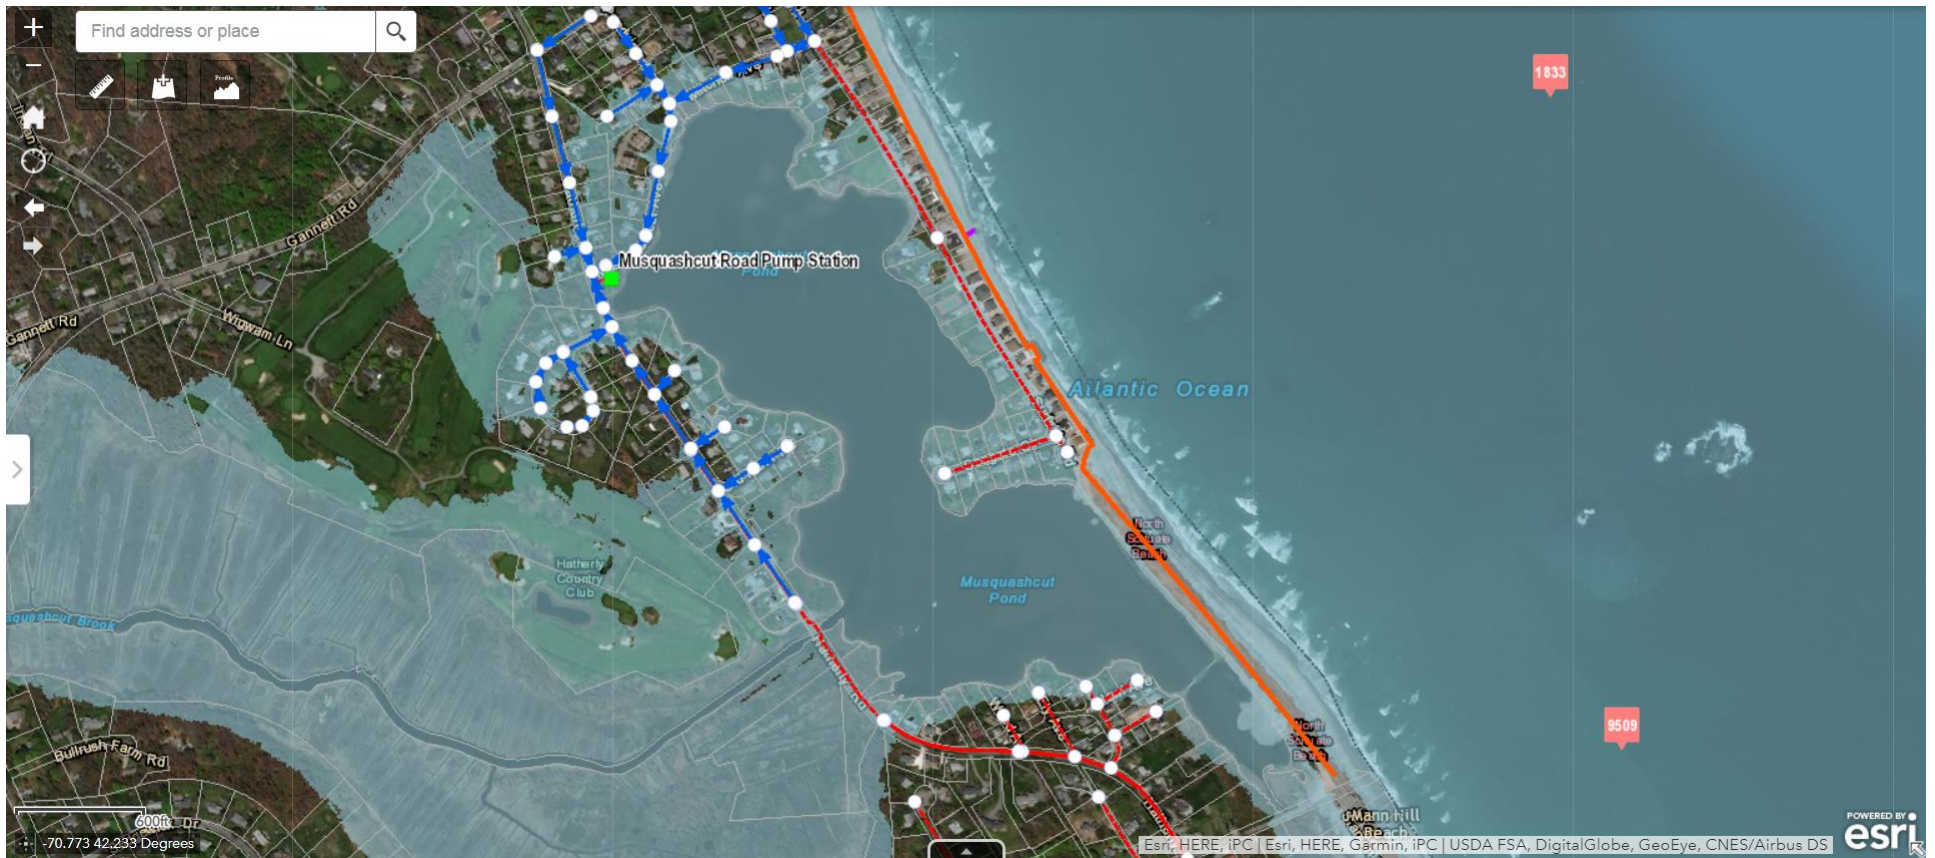 Find address or place
Profile
1833
Gannett Rd
Musquashcut Road Pump Station
Pond
Gannett Rd
Wigwam Ln
Atlantic Ocean
North
Scituate
Beach
Hatherly
Country
Club
Musquashcut
Pond
Brook
9509
North
Scituate
Beach
Bullrush Farm Rd
600ft
Dr
Mann Hill
Beach
-70.773 42.233 Degrees
Esri, HERE, iPC | Esri, HERE, Garmin, iPC | USDA FSA, DigitalGlobe, GeoEye, CNES/Airbus DS
POWERED BY
esri